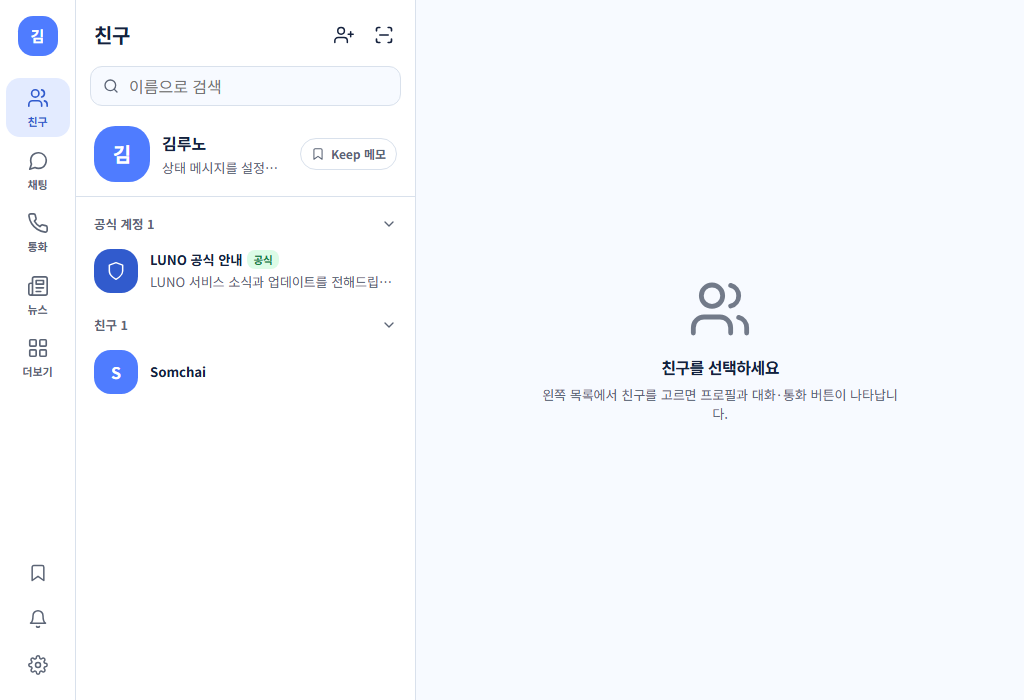 김
친구
채팅
통화
뉴스
더보기
친구
이름으로 검색
김
김루노
상태 메시지를 설정…
Keep 메모
공식 계정 1
LUNO 공식 안내 공식
LUNO 서비스 소식과 업데이트를 전해드립…
친구 1
S
Somchai
친구를 선택하세요
왼쪽 목록에서 친구를 고르면 프로필과 대화·통화 버튼이 나타납니
다.